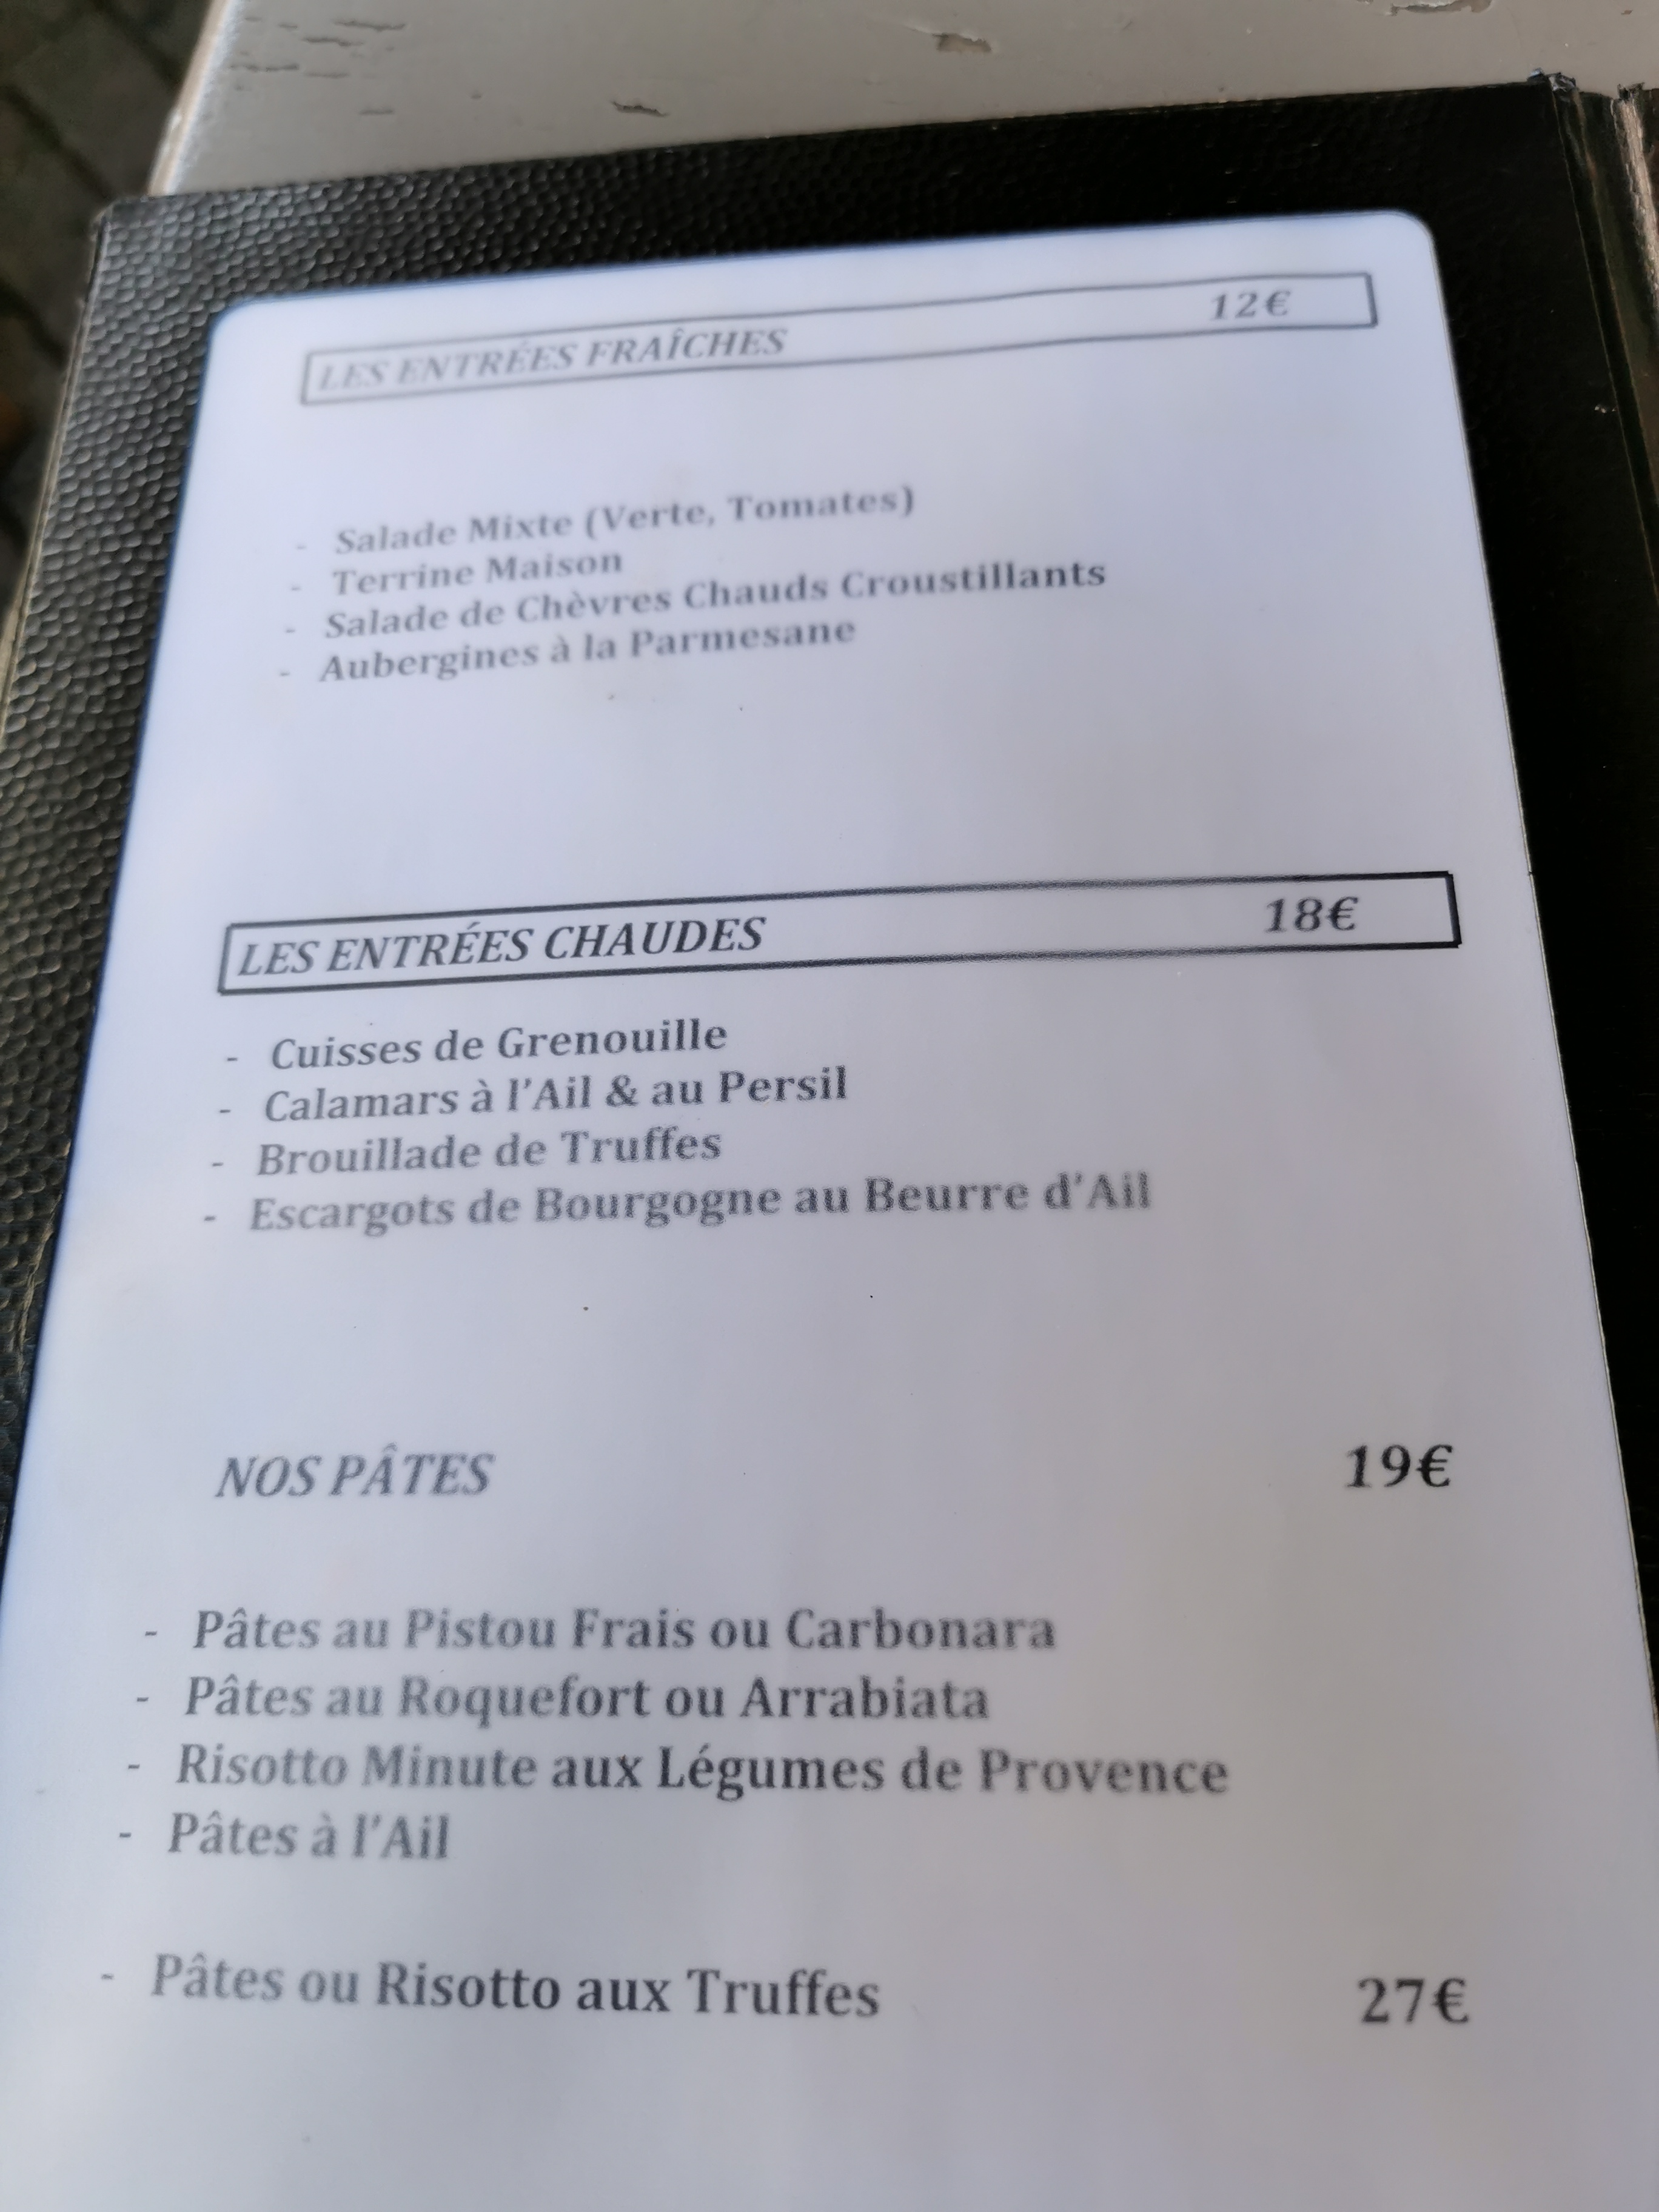 LES ENTRÉES FRAÎCHES 12€
- Salade Mixte (Verte, Tomates)
- Terrine Maison
- Salade de Chèvres Chauds Croustillants
- Aubergines à la Parmesane
LES ENTRÉES CHAUDES 18€
- Cuisses de Grenouille
- Calamars à l'Ail & au Persil
- Brouillade de Truffes
- Escargots de Bourgogne au Beurre d'Ail
NOS PÂTES 19€
- Pâtes au Pistou Frais ou Carbonara
- Pâtes au Roquefort ou Arrabiata
- Risotto Minute aux Légumes de Provence
- Pâtes à l'Ail
- Pâtes ou Risotto aux Truffes 27€